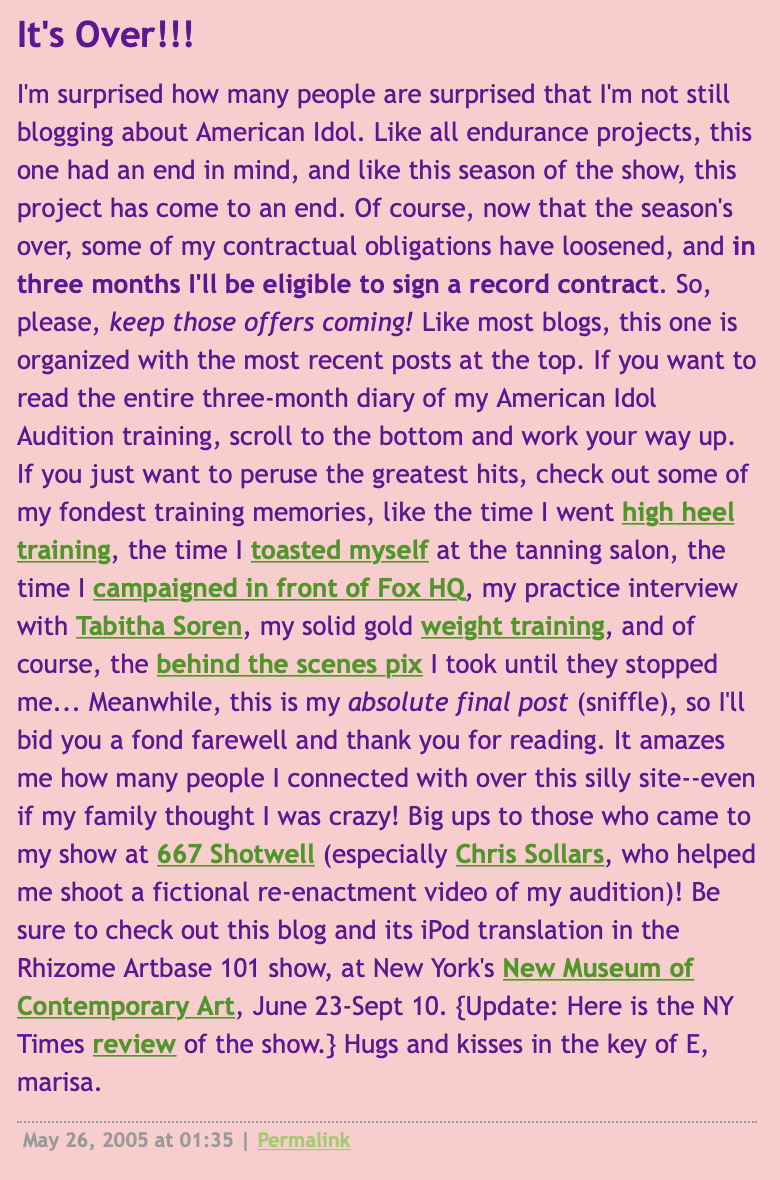 It's Over!!!
I'm surprised how many people are surprised that I'm not still
blogging about American Idol. Like all endurance projects, this
one had an end in mind, and like this season of the show, this
project has come to an end. Of course, now that the season's
over, some of my contractual obligations have loosened, and in
three months I'll be eligible to sign a record contract. So,
please, keep those offers coming! Like most blogs, this one is
organized with the most recent posts at the top. If you want to
read the entire three-month diary of my American Idol
Audition training, scroll to the bottom and work your way up.
If you just want to peruse the greatest hits, check out some of
my fondest training memories, like the time I went high heel
training, the time I toasted myself at the tanning salon, the
time I campaigned in front of Fox HQ, my practice interview
with Tabitha Soren, my solid gold weight training, and of
course, the behind the scenes pix I took until they stopped
me... Meanwhile, this is my absolute final post (sniffle), so I'll
bid you a fond farewell and thank you for reading. It amazes
me how many people I connected with over this silly site--even
if my family thought I was crazy! Big ups to those who came to
my show at 667 Shotwell (especially Chris Sollars, who helped
me shoot a fictional re-enactment video of my audition)! Be
sure to check out this blog and its iPod translation in the
Rhizome Artbase 101 show, at New York's New Museum of
Contemporary Art, June 23-Sept 10. {Update: Here is the NY
Times review of the show.} Hugs and kisses in the key of E,
marisa.
May 26, 2005 at 01:35 | Permalink